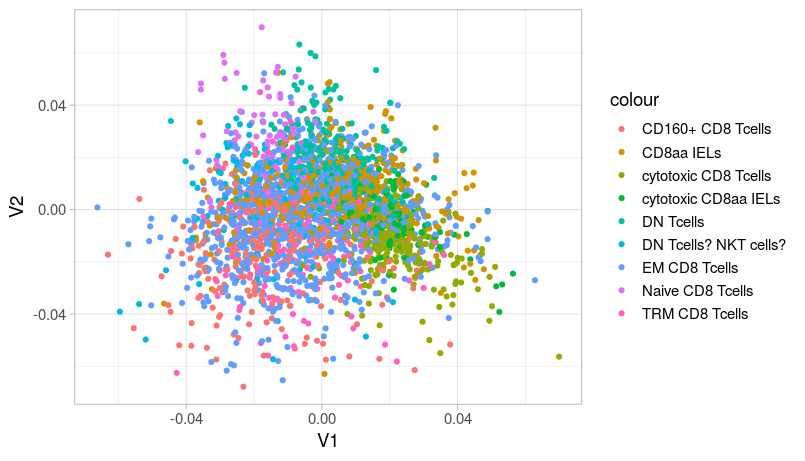 0.04
0.00
-0.04
V2
-0.04
0.00
0.04
V1
colour
CD160+ CD8 Tcells
CD8aa IELs
cytotoxic CD8 Tcells
cytotoxic CD8aa IELs
DN Tcells
DN Tcells? NKT cells?
EM CD8 Tcells
Naive CD8 Tcells
TRM CD8 Tcells